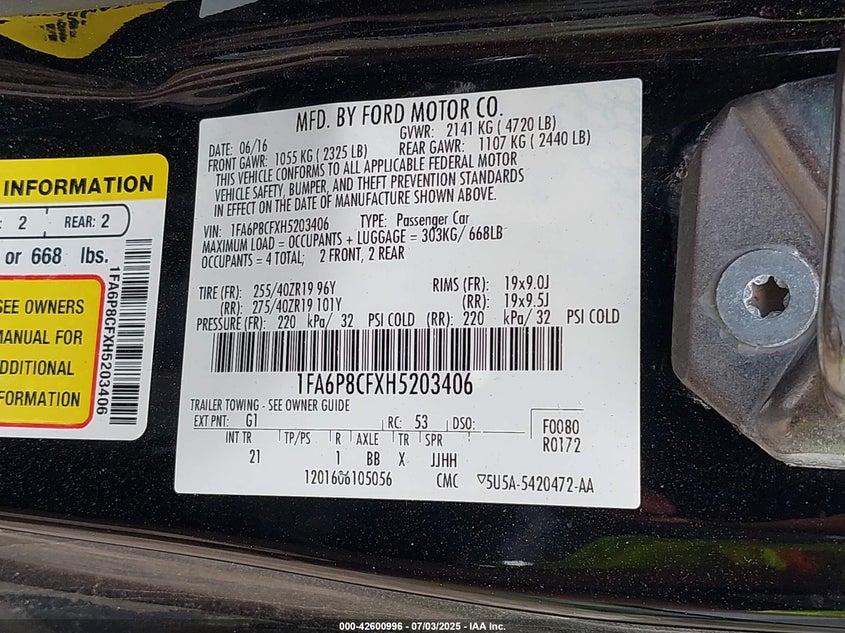 MFD. BY FORD MOTOR CO.
DATE: 06/16 GVWR: 2141 KG ( 4720 LB)
FRONT GAWR: 1055 KG ( 2325 LB) REAR GAWR: 1107 KG ( 2440 LB)
THIS VEHICLE CONFORMS TO ALL APPLICABLE FEDERAL MOTOR
VEHICLE SAFETY, BUMPER, AND THEFT PREVENTION STANDARDS
IN EFFECT ON THE DATE OF MANUFACTURE SHOWN ABOVE.
VIN: 1FA6P8CFXH5203406 TYPE: Passenger Car
MAXIMUM LOAD = OCCUPANTS + LUGGAGE = 303KG/ 668LB
OCCUPANTS = 4 TOTAL; 2 FRONT, 2 REAR
TIRE (FR): 255/40ZR19 96Y RIMS (FR): 19x9.0J
(RR): 275/40ZR19 101Y (RR): 19x9.5J
PRESSURE (FR): 220 kPa/ 32 PSI COLD (RR): 220 kPa/ 32 PSI COLD
1FA6P8CFXH5203406
TRAILER TOWING - SEE OWNER GUIDE
EXT PNT: G1 RC: 53 DSO: F0080
INT TR TP/PS R AXLE TR SPR R0172
21 1 BB X JJHH
1201606105056 CMC ▽5U5A-5420472-AA
INFORMATION
: 2 REAR: 2
or 668 lbs.
SEE OWNERS
MANUAL FOR
ADDITIONAL
INFORMATION
1FA6P8CFXH5203406
000-42600996 - 07/03/2025 - IAA Inc.